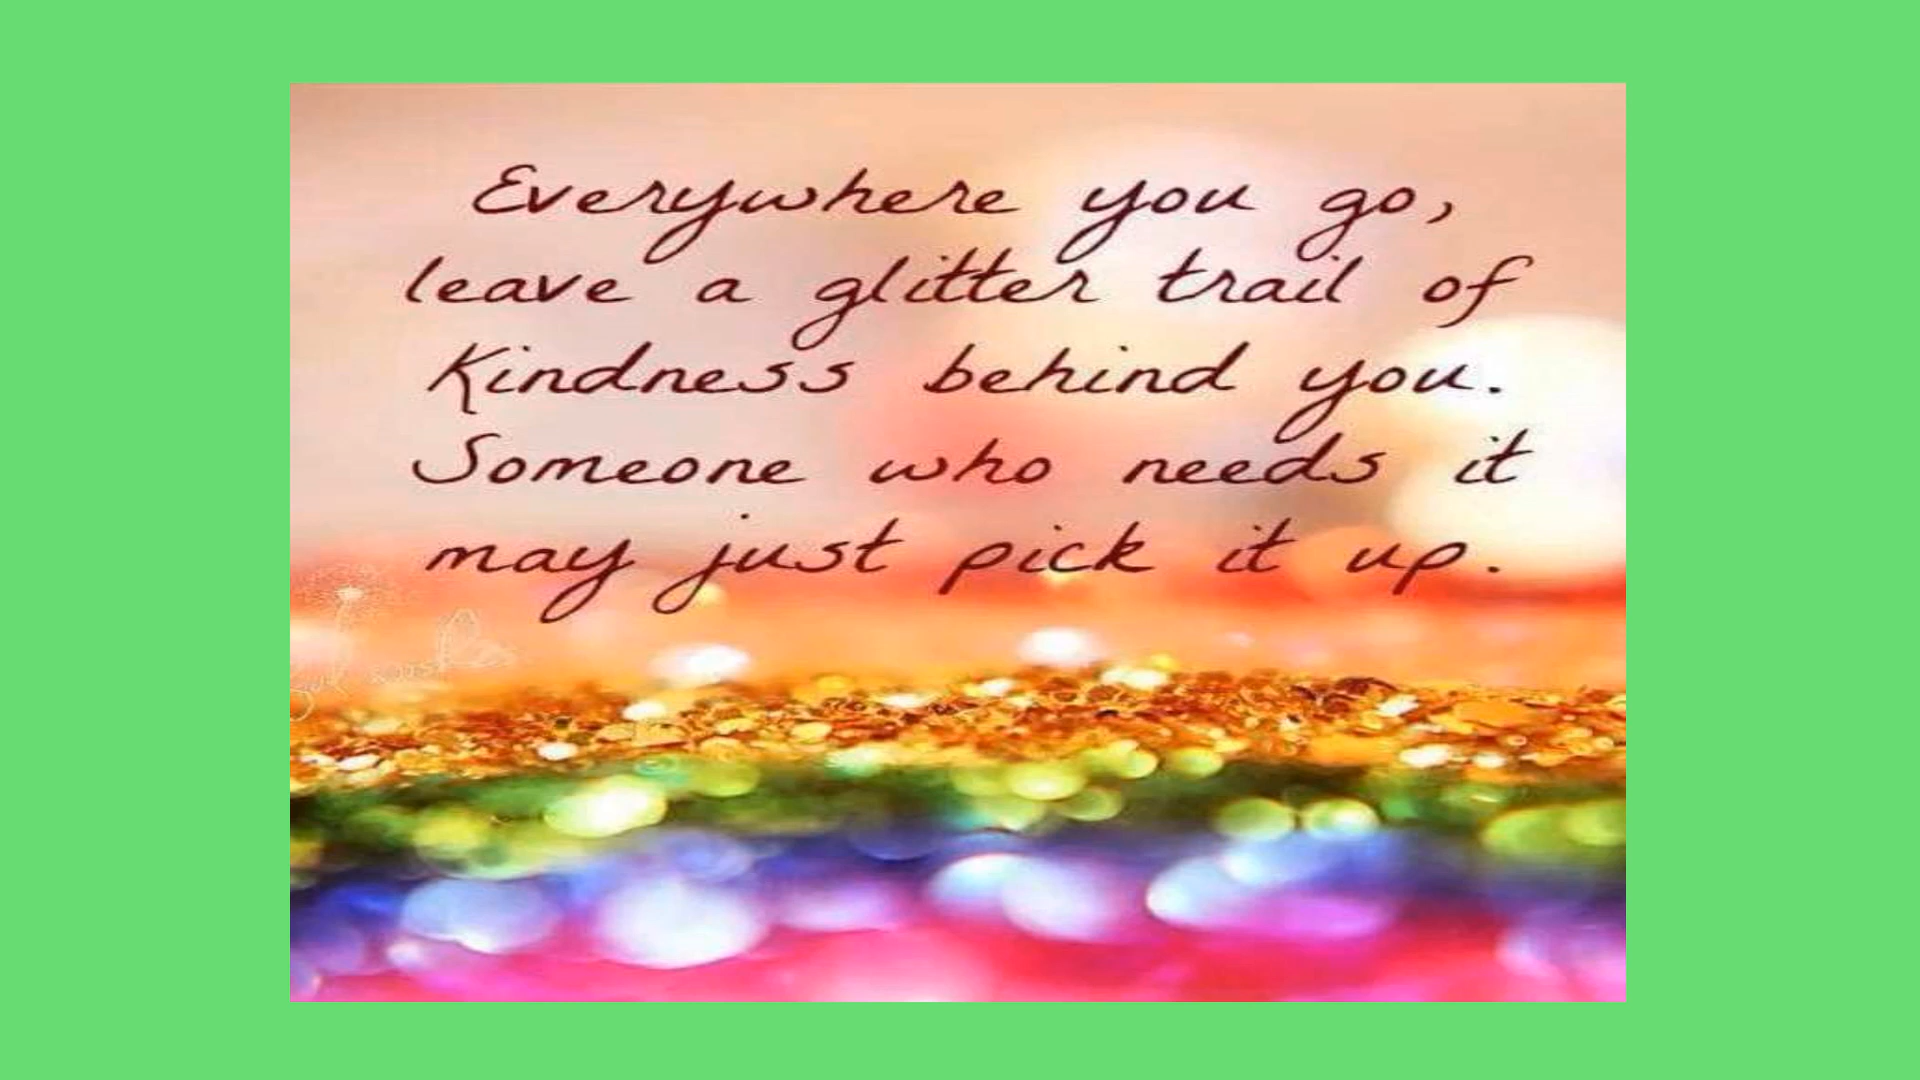 Everywhere you go,
leave a glitter trail of
Kindness behind you.
Someone who needs it
may just pick it up.